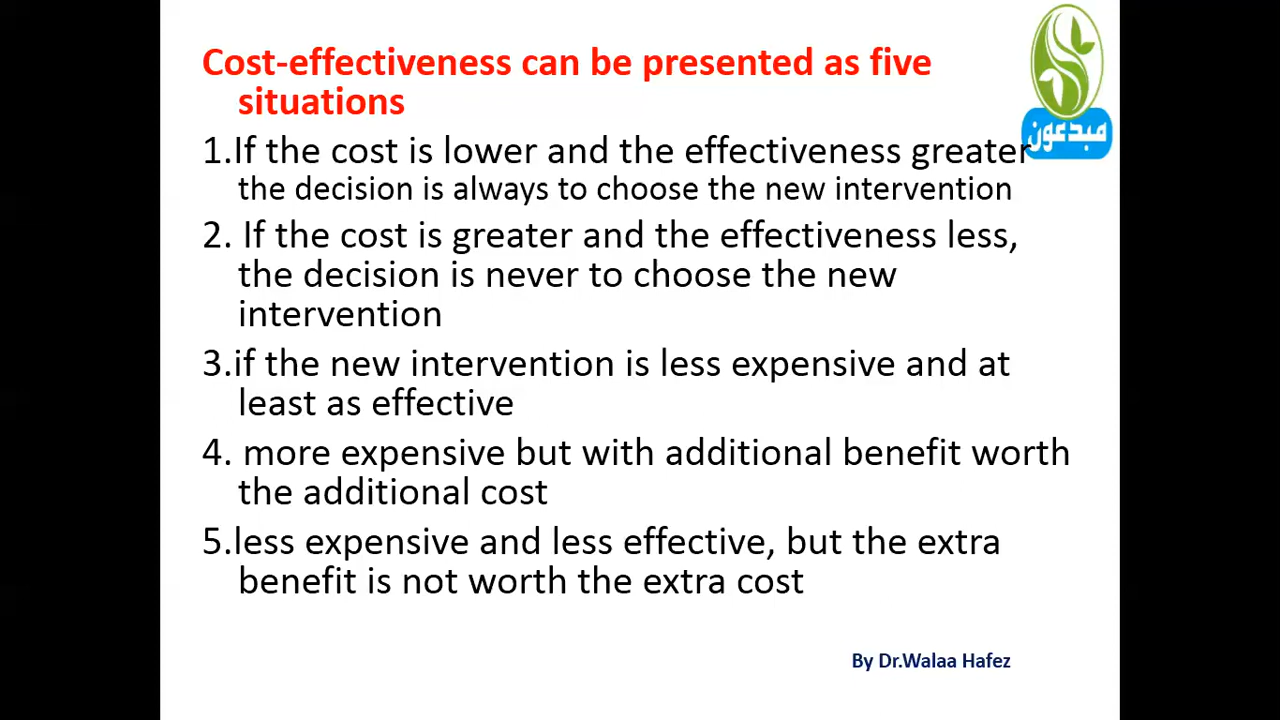 Cost-effectiveness can be presented as five
situations
مبدعون
1.If the cost is lower and the effectiveness greater
the decision is always to choose the new intervention
2. If the cost is greater and the effectiveness less,
the decision is never to choose the new
intervention
3.if the new intervention is less expensive and at
least as effective
4. more expensive but with additional benefit worth
the additional cost
5.less expensive and less effective, but the extra
benefit is not worth the extra cost
By Dr.Walaa Hafez